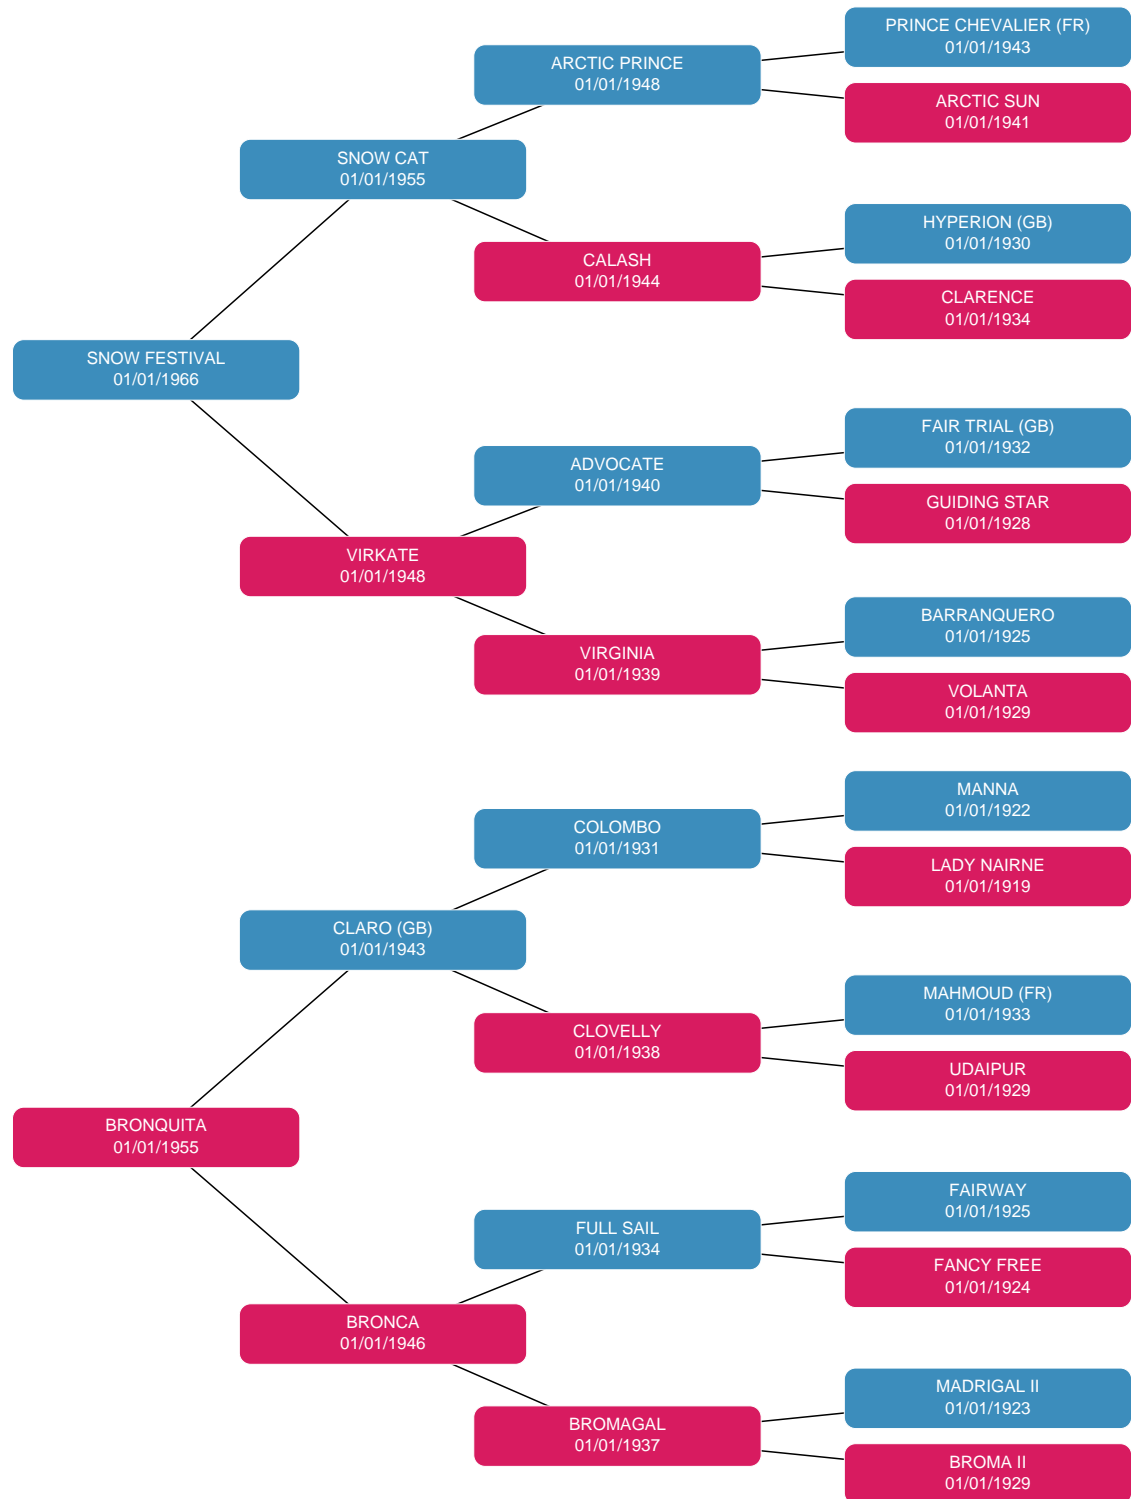 PRINCE CHEVALIER (FR)
01/01/1943
ARCTIC PRINCE
01/01/1948
ARCTIC SUN
01/01/1941
SNOW CAT
01/01/1955
HYPERION (GB)
01/01/1930
CALASH
01/01/1944
CLARENCE
01/01/1934
SNOW FESTIVAL
01/01/1966
FAIR TRIAL (GB)
01/01/1932
ADVOCATE
01/01/1940
GUIDING STAR
01/01/1928
VIRKATE
01/01/1948
BARRANQUERO
01/01/1925
VIRGINIA
01/01/1939
VOLANTA
01/01/1929
MANNA
01/01/1922
COLOMBO
01/01/1931
LADY NAIRNE
01/01/1919
CLARO (GB)
01/01/1943
MAHMOUD (FR)
01/01/1933
CLOVELLY
01/01/1938
UDAIPUR
01/01/1929
BRONQUITA
01/01/1955
FAIRWAY
01/01/1925
FULL SAIL
01/01/1934
FANCY FREE
01/01/1924
BRONCA
01/01/1946
MADRIGAL II
01/01/1923
BROMAGAL
01/01/1937
BROMA II
01/01/1929